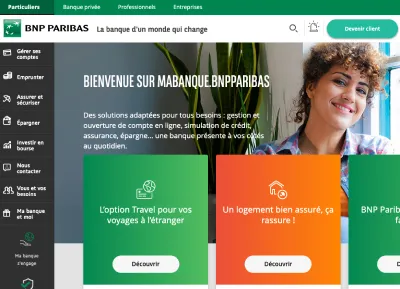 Particuliers Banque privée Professionnels Entreprises
BNP PARIBAS La banque d'un monde qui change
Devenir client
Gérer ses
comptes
Emprunter
Assurer et
sécuriser
Épargner
Investir en
bourse
Nous
contacter
Vous et vos
besoins
Ma banque
et moi
Ma banque
s'engage
BIENVENUE SUR MABANQUE.BNPPARIBAS
Des solutions adaptées pour tous besoins : gestion et
ouverture de compte en ligne, simulation de crédit,
assurance, épargne... une banque présente à vos côtés
au quotidien.
L'option Travel pour vos
voyages à l'étranger
Découvrir
Un logement bien assuré, ça
rassure !
Découvrir
BNP Parib
fa